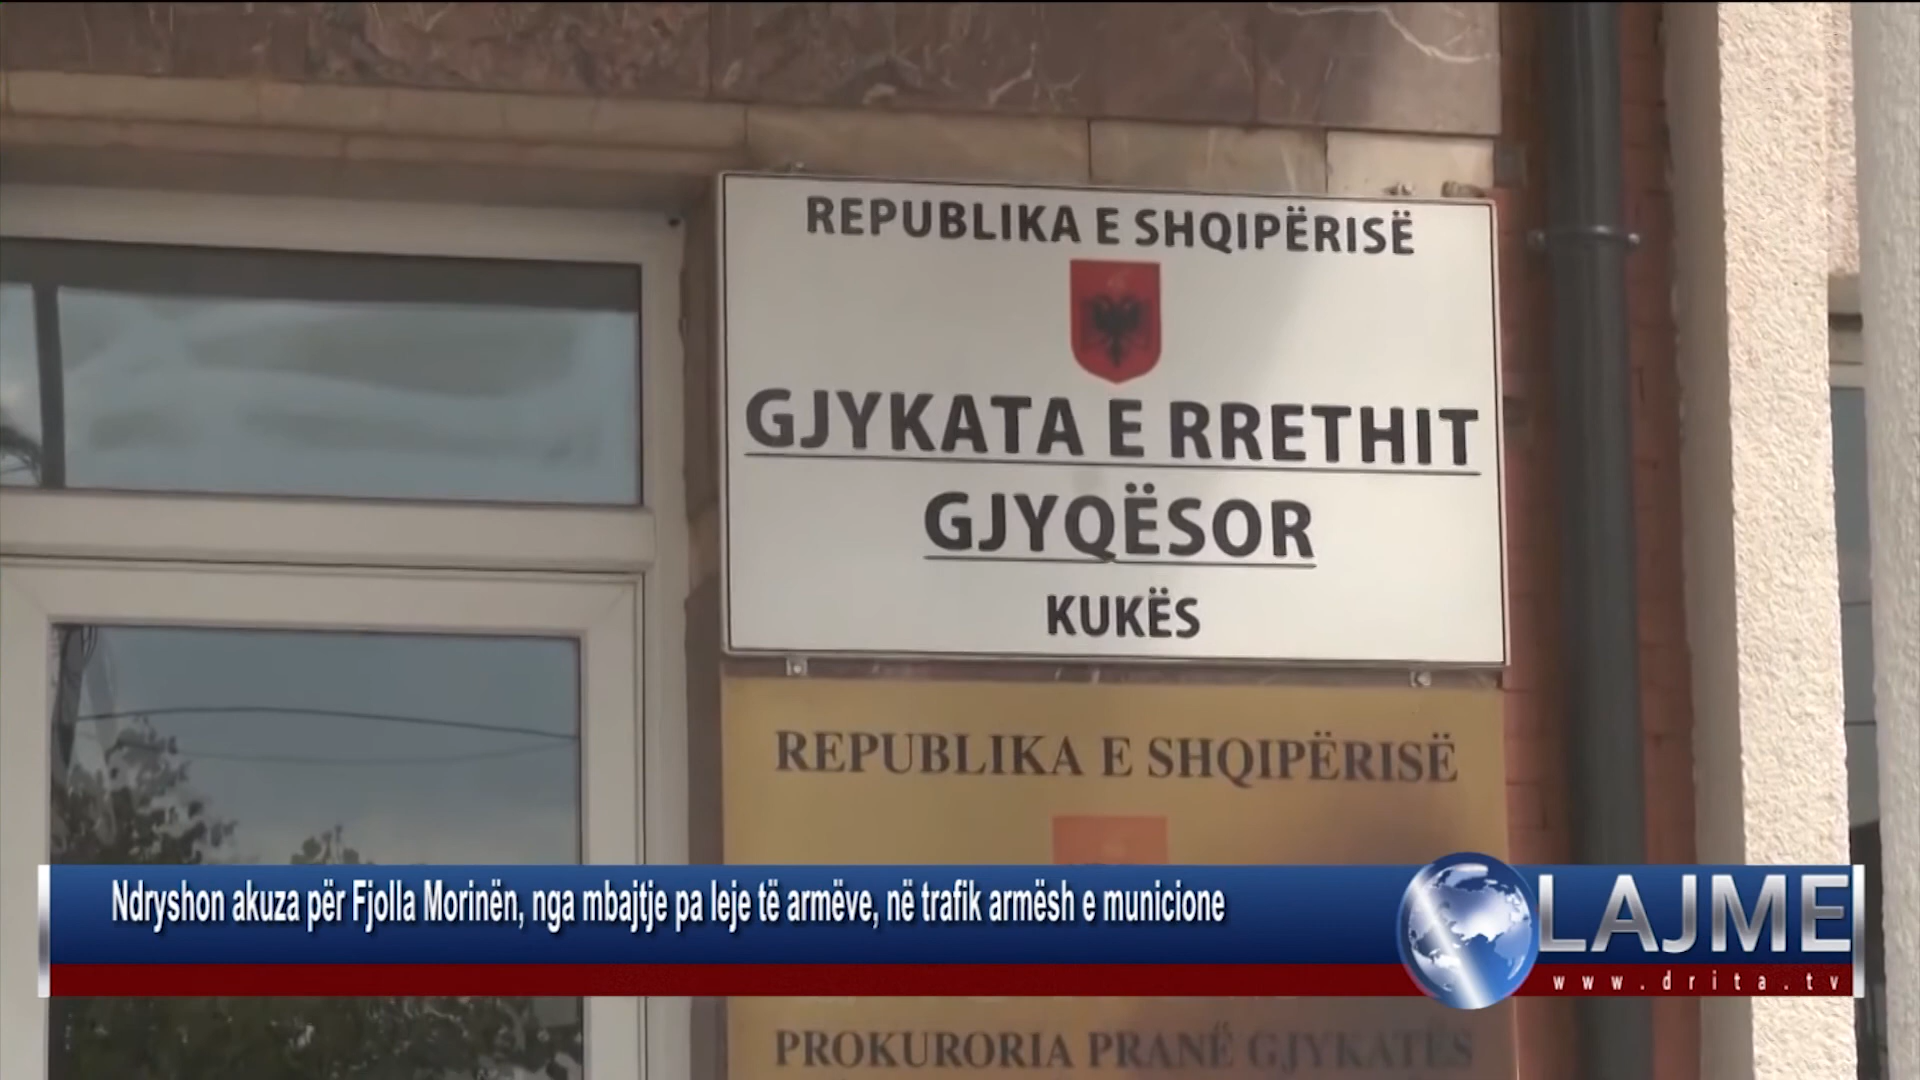 REPUBLIKA E SHQIPËRISË
GJYKATA E RRETHIT
GJYQËSOR
KUKËS
REPUBLIKA E SHQIPËRISË
Ndryshon akuza për Fjolla Morinën, nga mbajtje pa leje të armëve, në trafik armësh e municione
LAJME
www.drita.tv
PROKURORIA PRANË GJYKATËS